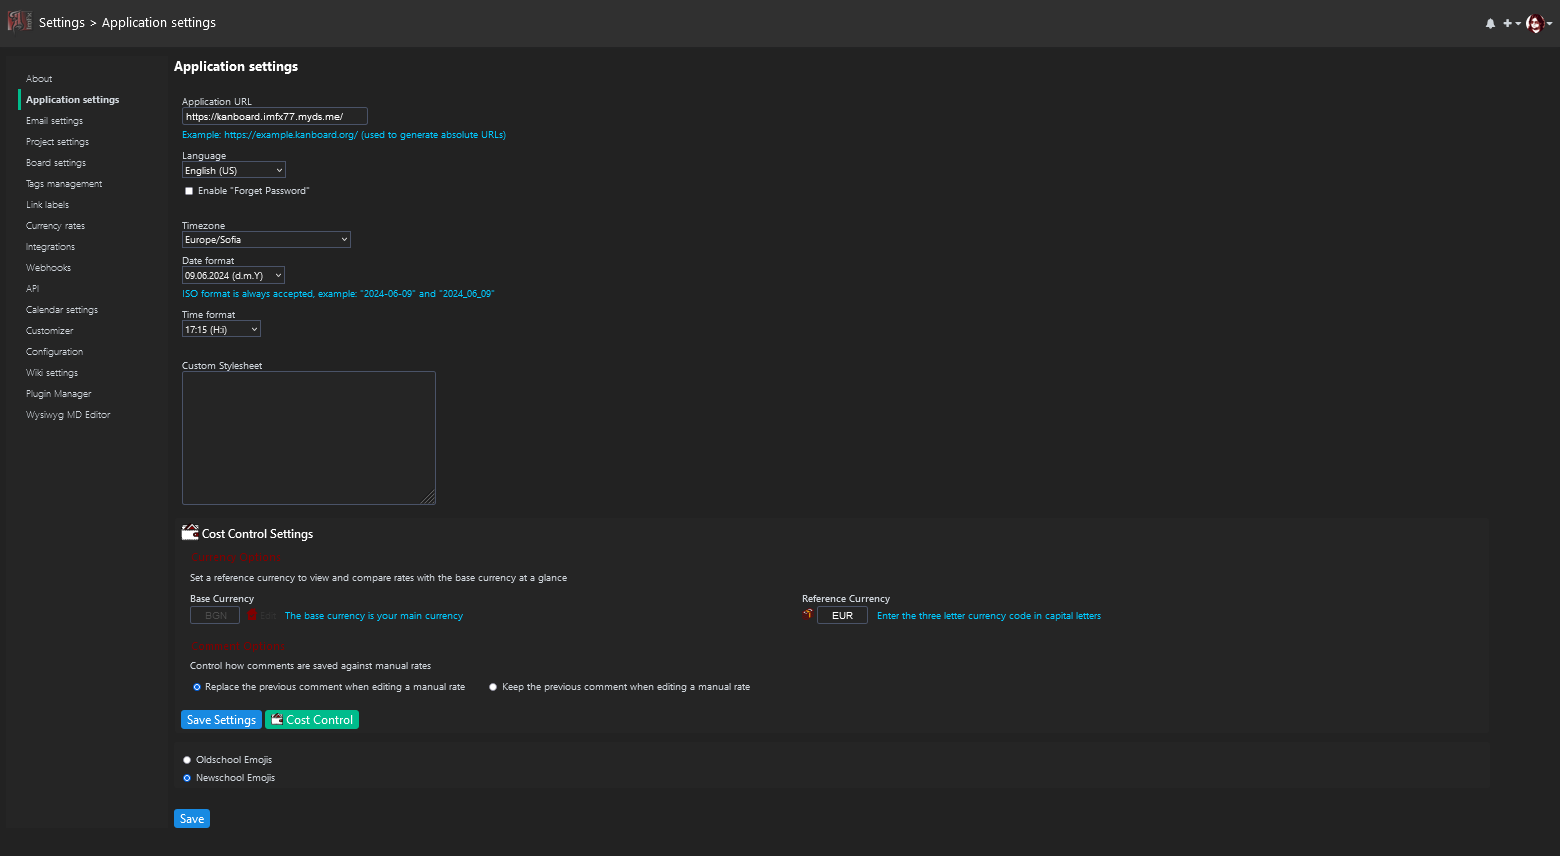 Settings > Application settings
About
Application settings
Email settings
Project settings
Board settings
Tags management
Link labels
Currency rates
Integrations
Webhooks
API
Calendar settings
Customizer
Configuration
Wiki settings
Plugin Manager
Wysiwyg MD Editor
Application settings
Application URL
https://kanboard.imfx77.myds.me/
Example: https://example.kanboard.org/ (used to generate absolute URLs)
Language
English (US)
Enable "Forget Password"
Timezone
Europe/Sofia
Date format
09.06.2024 (d.m.Y)
ISO format is always accepted, example: "2024-06-09" and "2024_06_09"
Time format
17:15 (H:i)
Custom Stylesheet
Cost Control Settings
Currency Options
Set a reference currency to view and compare rates with the base currency at a glance
Base Currency
BGN Edit The base currency is your main currency
Reference Currency
EUR Enter the three letter currency code in capital letters
Comment Options
Control how comments are saved against manual rates
Replace the previous comment when editing a manual rate Keep the previous comment when editing a manual rate
Save Settings Cost Control
Oldschool Emojis
Newschool Emojis
Save